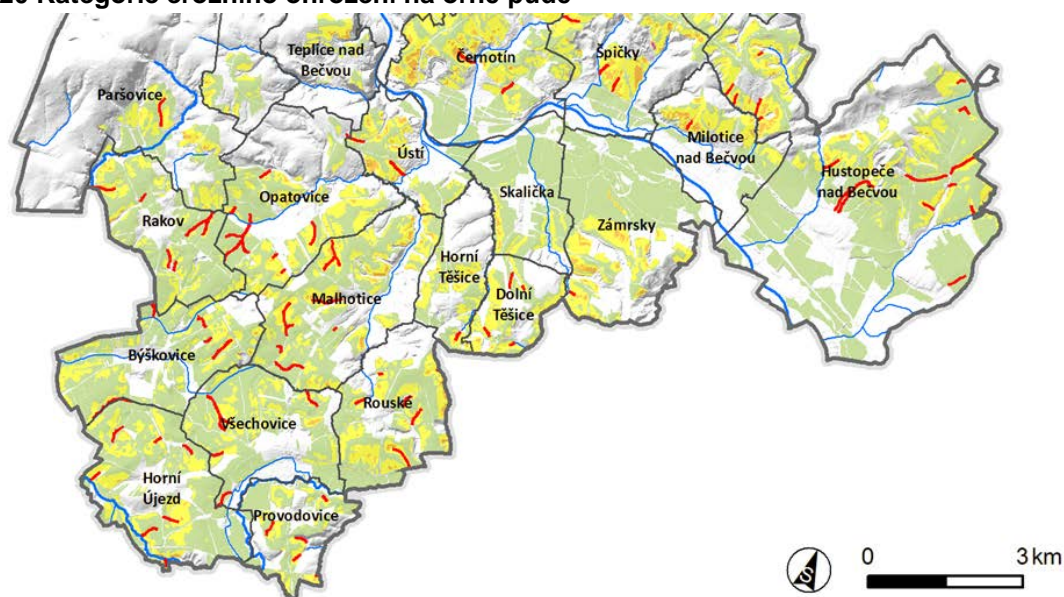 Teplice nad
Bečvou
Černotín
Špičky
Paršovice
Milotice
nad Bečvou
Ústí
Hustopeče
nad Bečvou
Skalička
Opatovice
Rakov
Zámrsky
Horní
Těšice
Malhotice
Dolní
Těšice
Býškovice
Rouské
Všechovice
Horní
Újezd
Provodovice
S
0
3 km